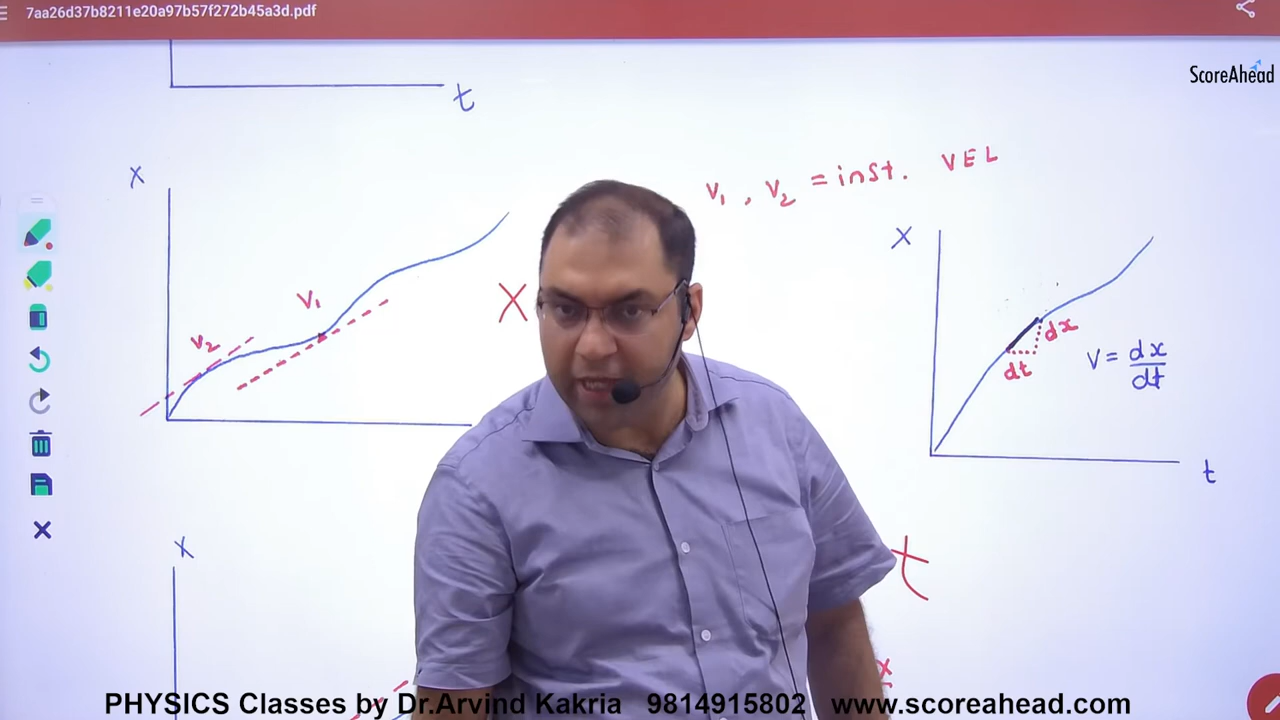 7aa26d37b8211e20a97b57f272b45a3d.pdf
ScoreAhead
t
x
V₁, V₂ = inst. VEL
V₁
V₂
X
X
dx
dt
V = dx/dt
t
x
t
x
PHYSICS Classes by Dr.Arvind Kakria 9814915802 www.scoreahead.com